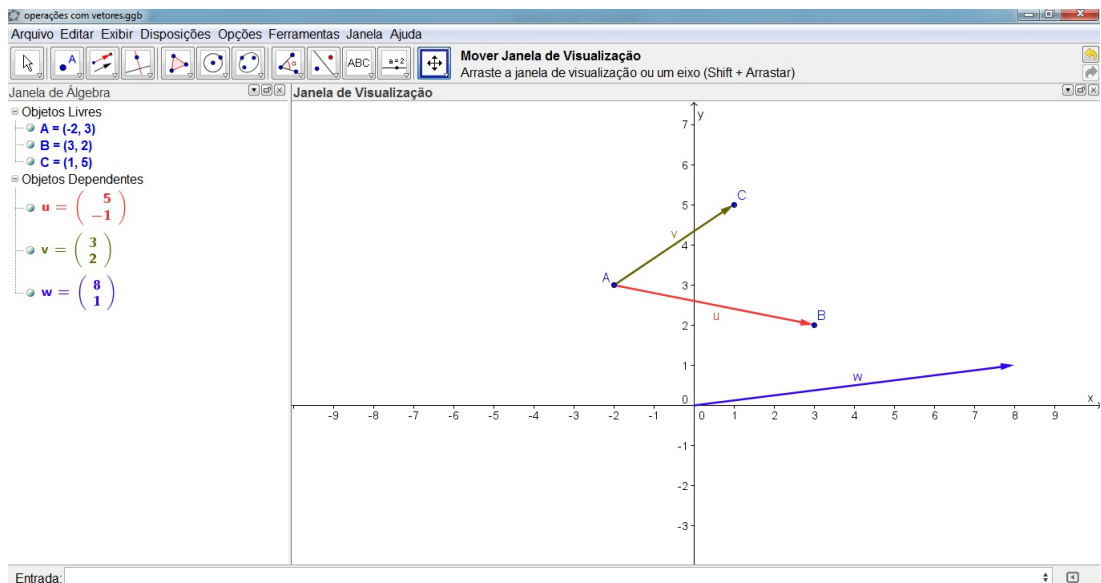 operações com vetores.ggb
Arquivo Editar Exibir Disposições Opções Ferramentas Janela Ajuda
A
ABC
a=2
Mover Janela de Visualização
Arraste a janela de visualização ou um eixo (Shift + Arrastar)
Janela de Álgebra
Janela de Visualização
Objetos Livres
A = (-2, 3)
B = (3, 2)
C = (1, 5)
Objetos Dependentes
u = ( 5
−1 )
v = ( 3
2 )
w = ( 8
1 )
y
7
6
5
4
3
2
1
0
-1
-2
-3
C
v
A
u
B
w
x
-9 -8 -7 -6 -5 -4 -3 -2 -1 0 1 2 3 4 5 6 7 8 9
Entrada: